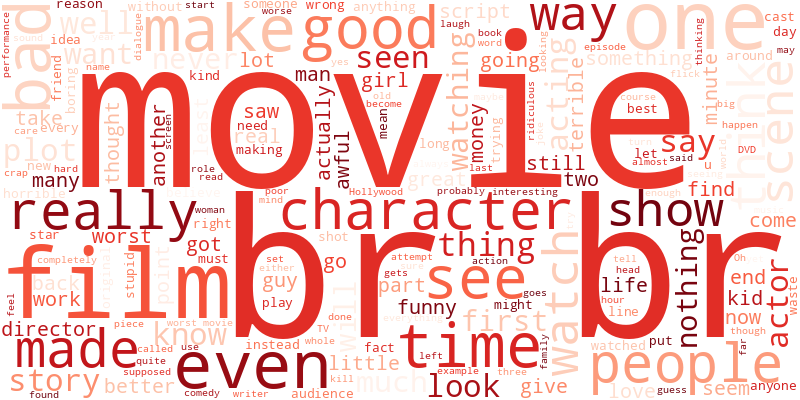 reason
start
someone
wrong
book
good
way
one
cast
day
may
performance
bad
well
idea
without
worse
make
anything
script
laugh
word
yes
seen
going
episode
thinking
around
dialogue
want
never
lot
man
girl
something
flick
friend
name
kind
movie
watching
acting
terrible
minute
think
scene
boring
take
every
care
thought
another
screen
saw
need
real
making
least
actually
awful
mean
old
become
long
money
trying
ridiculous
looking
course
best
big
happen
plot
new
crap
many
hard
role
read
horrible
great
last
still
two
let
almost
said
say
DVD
u
find
poor
mind
Hollywood
probably
interesting
really
woman
right
character
show
come
star
worst
got
must
shot
thing
nothing
tell
Oh
end
film
br br
completely
stupid
point
original
set
either
guy
play
go
attempt
gets
action
see
part
goes
life
head
hour
line
kid
actor
waste
feel
back
work
director
piece
know
worst movie
instead
done
TV
whole
will
everything
funny
might
first
now
though
made
called
quite
supposed
use
even
fact
little
time
left
family
watch
watched
put
far
people
story
found
better
comedy
writer
audience
kill
much
look
example
three
give
love
guess
seem
anyone